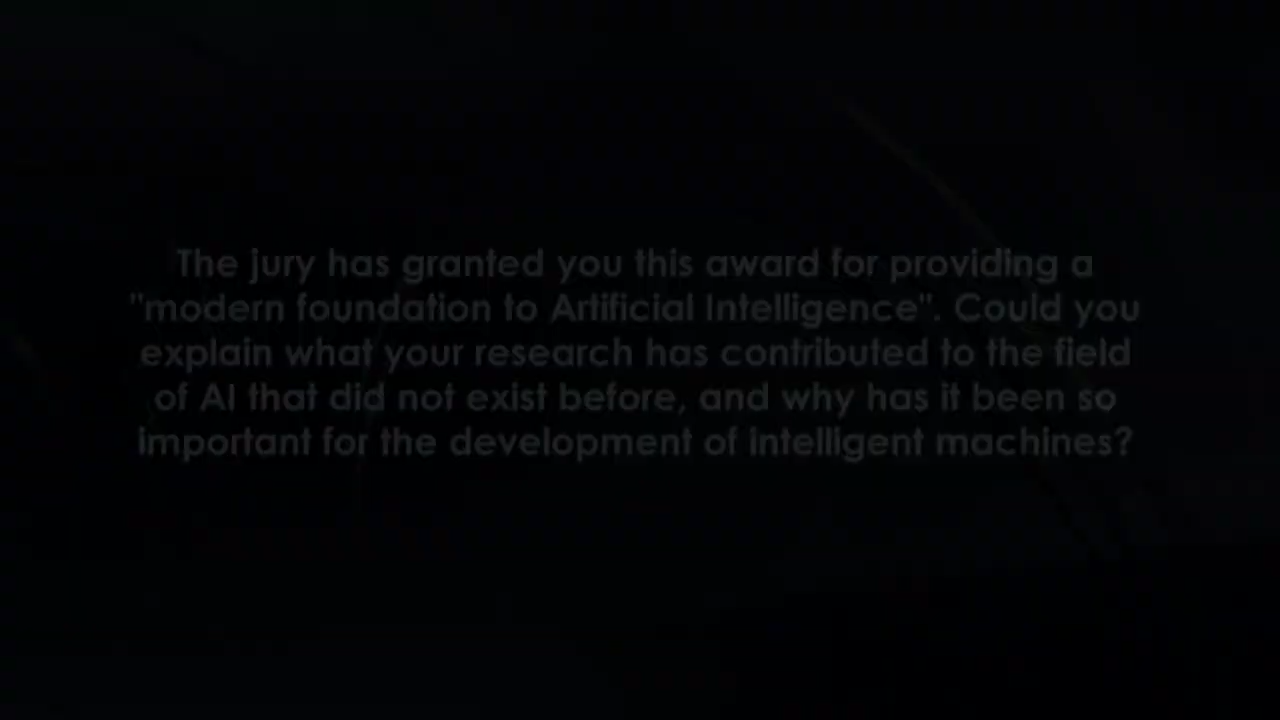 The jury has granted you this award for providing a
"modern foundation to Artificial Intelligence". Could you
explain what your research has contributed to the field
of AI that did not exist before, and why has it been so
important for the development of intelligent machines?